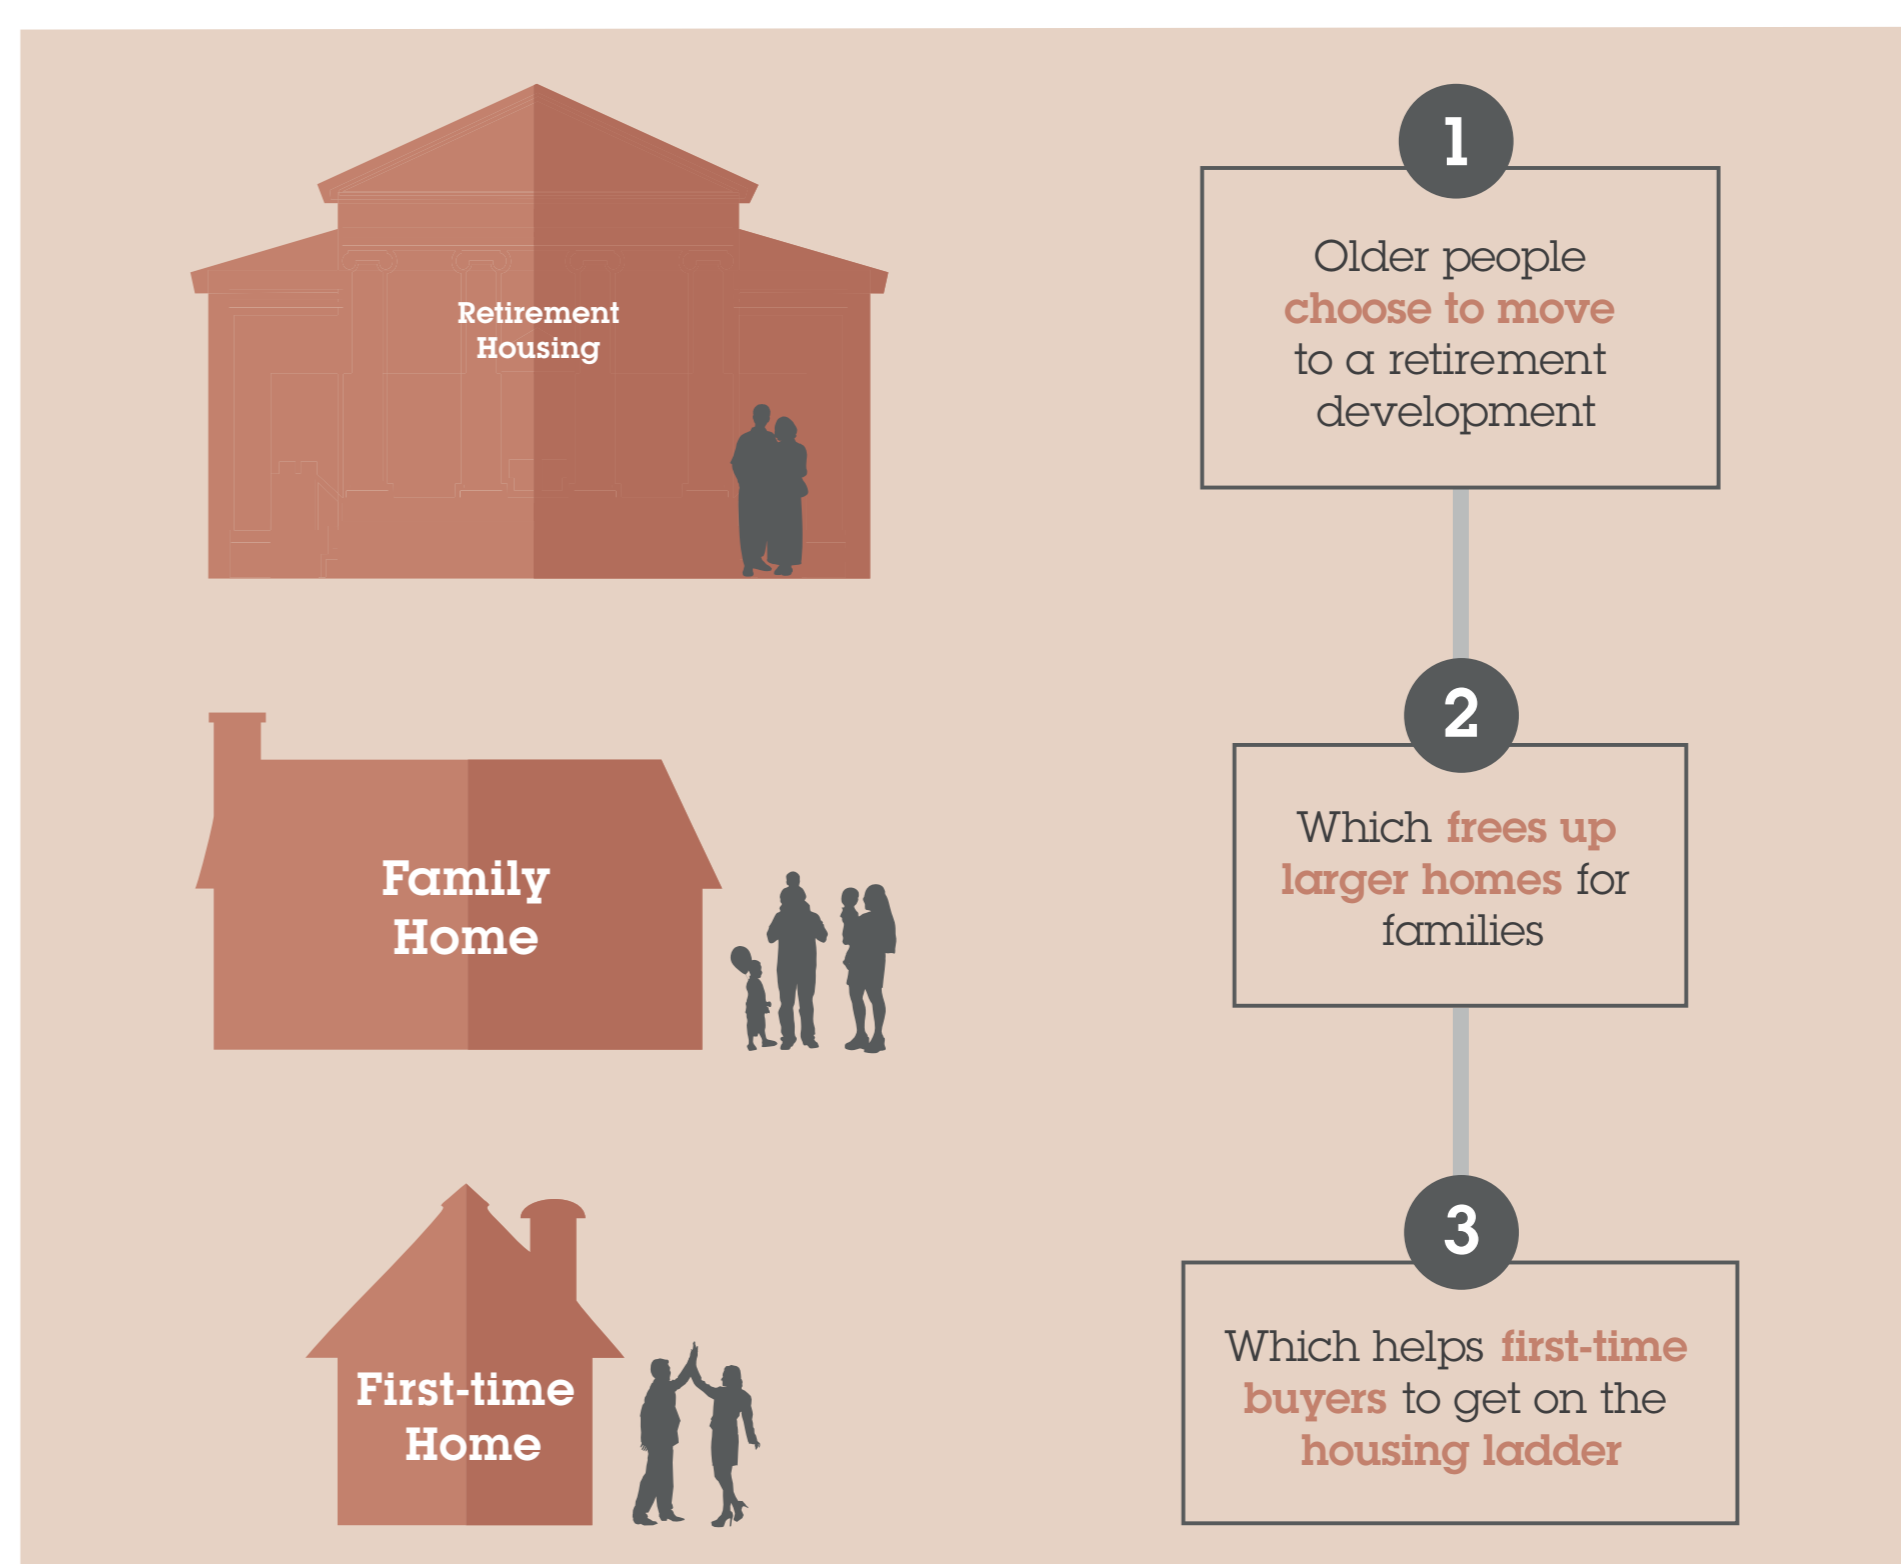 Retirement
Housing
1
Older people
choose to move
to a retirement
development
Family
Home
2
Which frees up
larger homes for
families
First-time
Home
3
Which helps first-time
buyers to get on the
housing ladder